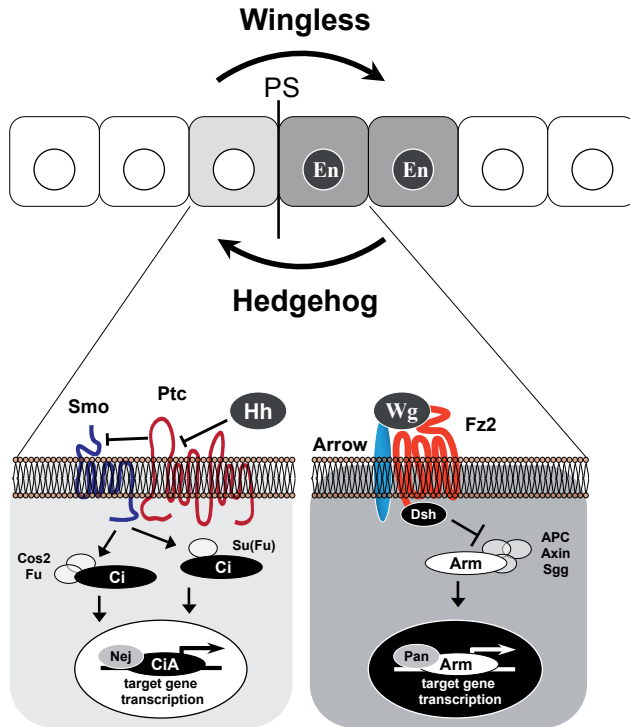 Wingless
PS
En
En
Hedgehog
Ptc
Smo
Hh
Cos2
Fu
Ci
Su(Fu)
Ci
Nej
CiA
target gene
transcription
Wg
Fz2
Arrow
Dsh
APC
Axin
Sgg
Arm
Pan
Arm
target gene
transcription